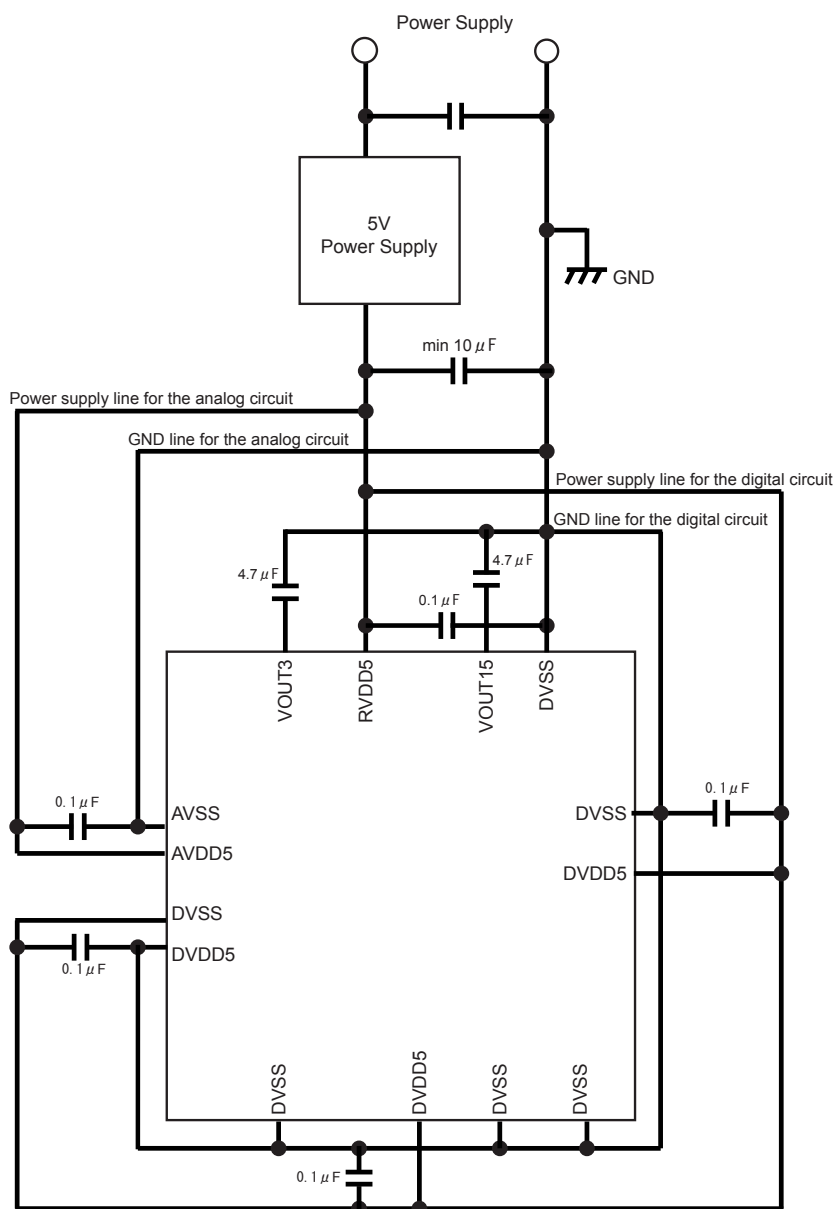 Power Supply
5V
Power Supply
GND
min 10 μF
Power supply line for the analog circuit
GND line for the analog circuit
Power supply line for the digital circuit
GND line for the digital circuit
4.7 μF
4.7 μF
0.1 μF
VOUT3
RVDD5
VOUT15
DVSS
0.1 μF
AVSS
AVDD5
DVSS
0.1 μF
DVDD5
DVSS
DVDD5
0.1 μF
DVSS
DVDD5
DVSS
DVSS
0.1 μF